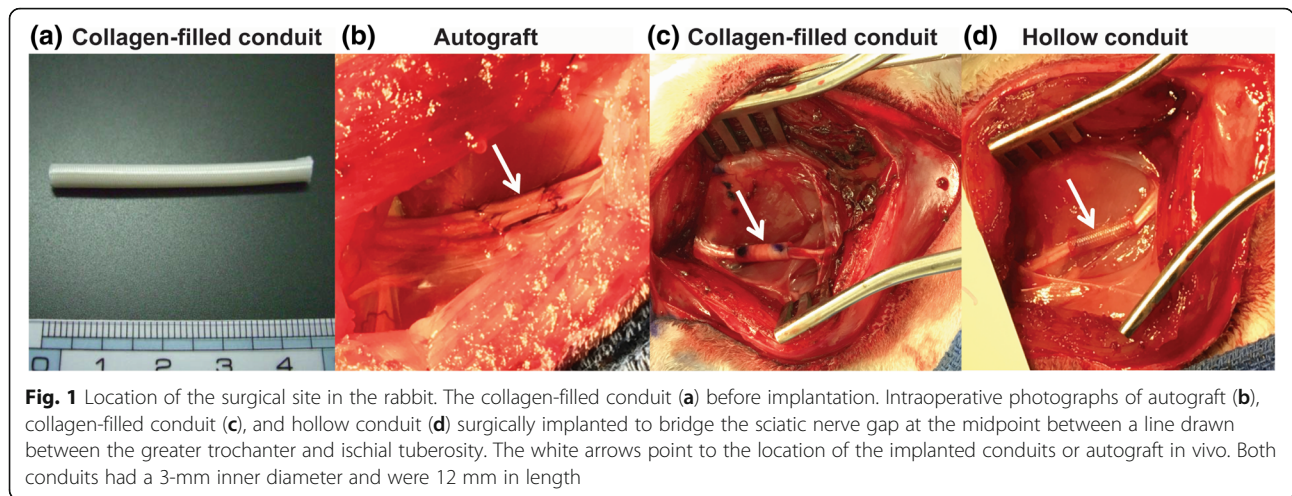 (a) Collagen-filled conduit (b) Autograft (c) Collagen-filled conduit (d) Hollow conduit
0 1 2 3 4
Fig. 1 Location of the surgical site in the rabbit. The collagen-filled conduit (a) before implantation. Intraoperative photographs of autograft (b),
collagen-filled conduit (c), and hollow conduit (d) surgically implanted to bridge the sciatic nerve gap at the midpoint between a line drawn
between the greater trochanter and ischial tuberosity. The white arrows point to the location of the implanted conduits or autograft in vivo. Both
conduits had a 3-mm inner diameter and were 12 mm in length